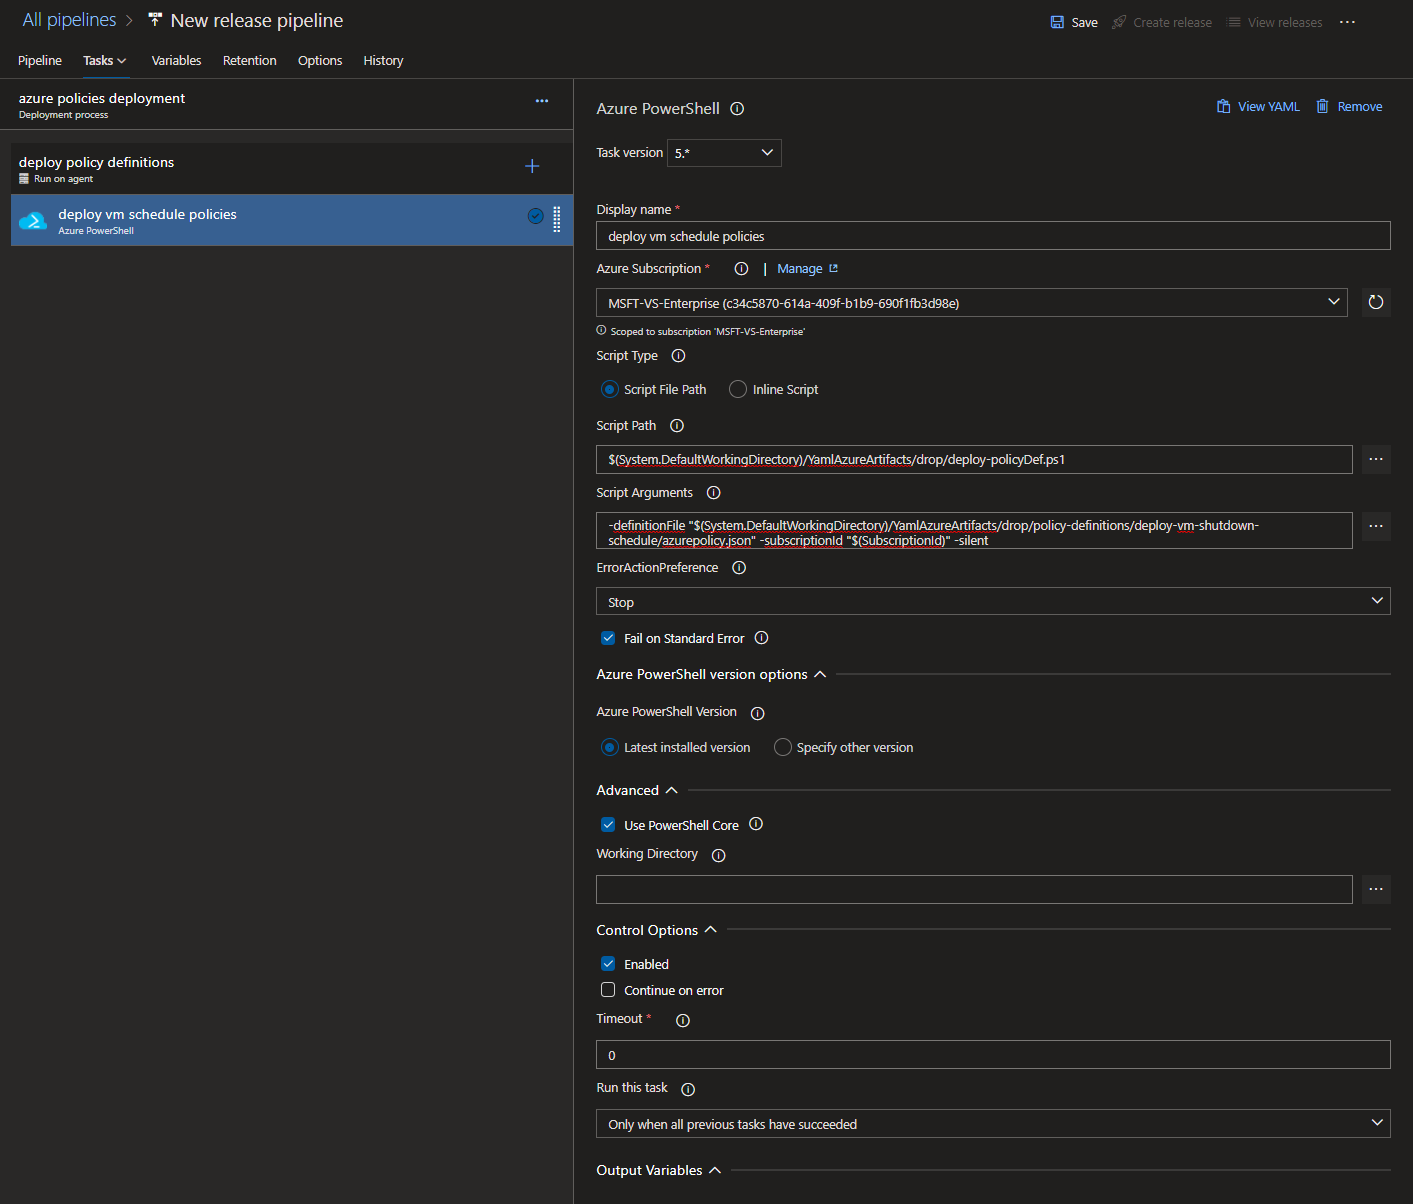 All pipelines > New release pipeline
Save Create release View releases ...
Pipeline Tasks Variables Retention Options History
azure policies deployment
Deployment process
...
deploy policy definitions
Run on agent
deploy vm schedule policies
Azure PowerShell
Azure PowerShell
View YAML Remove
Task version 5.*
Display name *
deploy vm schedule policies
Azure Subscription * | Manage
MSFT-VS-Enterprise (c34c5870-614a-409f-b1b9-690f1fb3d98e)
Scoped to subscription 'MSFT-VS-Enterprise'
Script Type
Script File Path Inline Script
Script Path
$(System.DefaultWorkingDirectory)/YamlAzureArtifacts/drop/deploy-policyDef.ps1
...
Script Arguments
-definitionFile "$(System.DefaultWorkingDirectory)/YamlAzureArtifacts/drop/policy-definitions/deploy-vm-shutdown-
schedule/azurepolicy.json" -subscriptionId "$(SubscriptionId)" -silent
...
ErrorActionPreference
Stop
Fail on Standard Error
Azure PowerShell version options
Azure PowerShell Version
Latest installed version Specify other version
Advanced
Use PowerShell Core
Working Directory
...
Control Options
Enabled
Continue on error
Timeout *
0
Run this task
Only when all previous tasks have succeeded
Output Variables